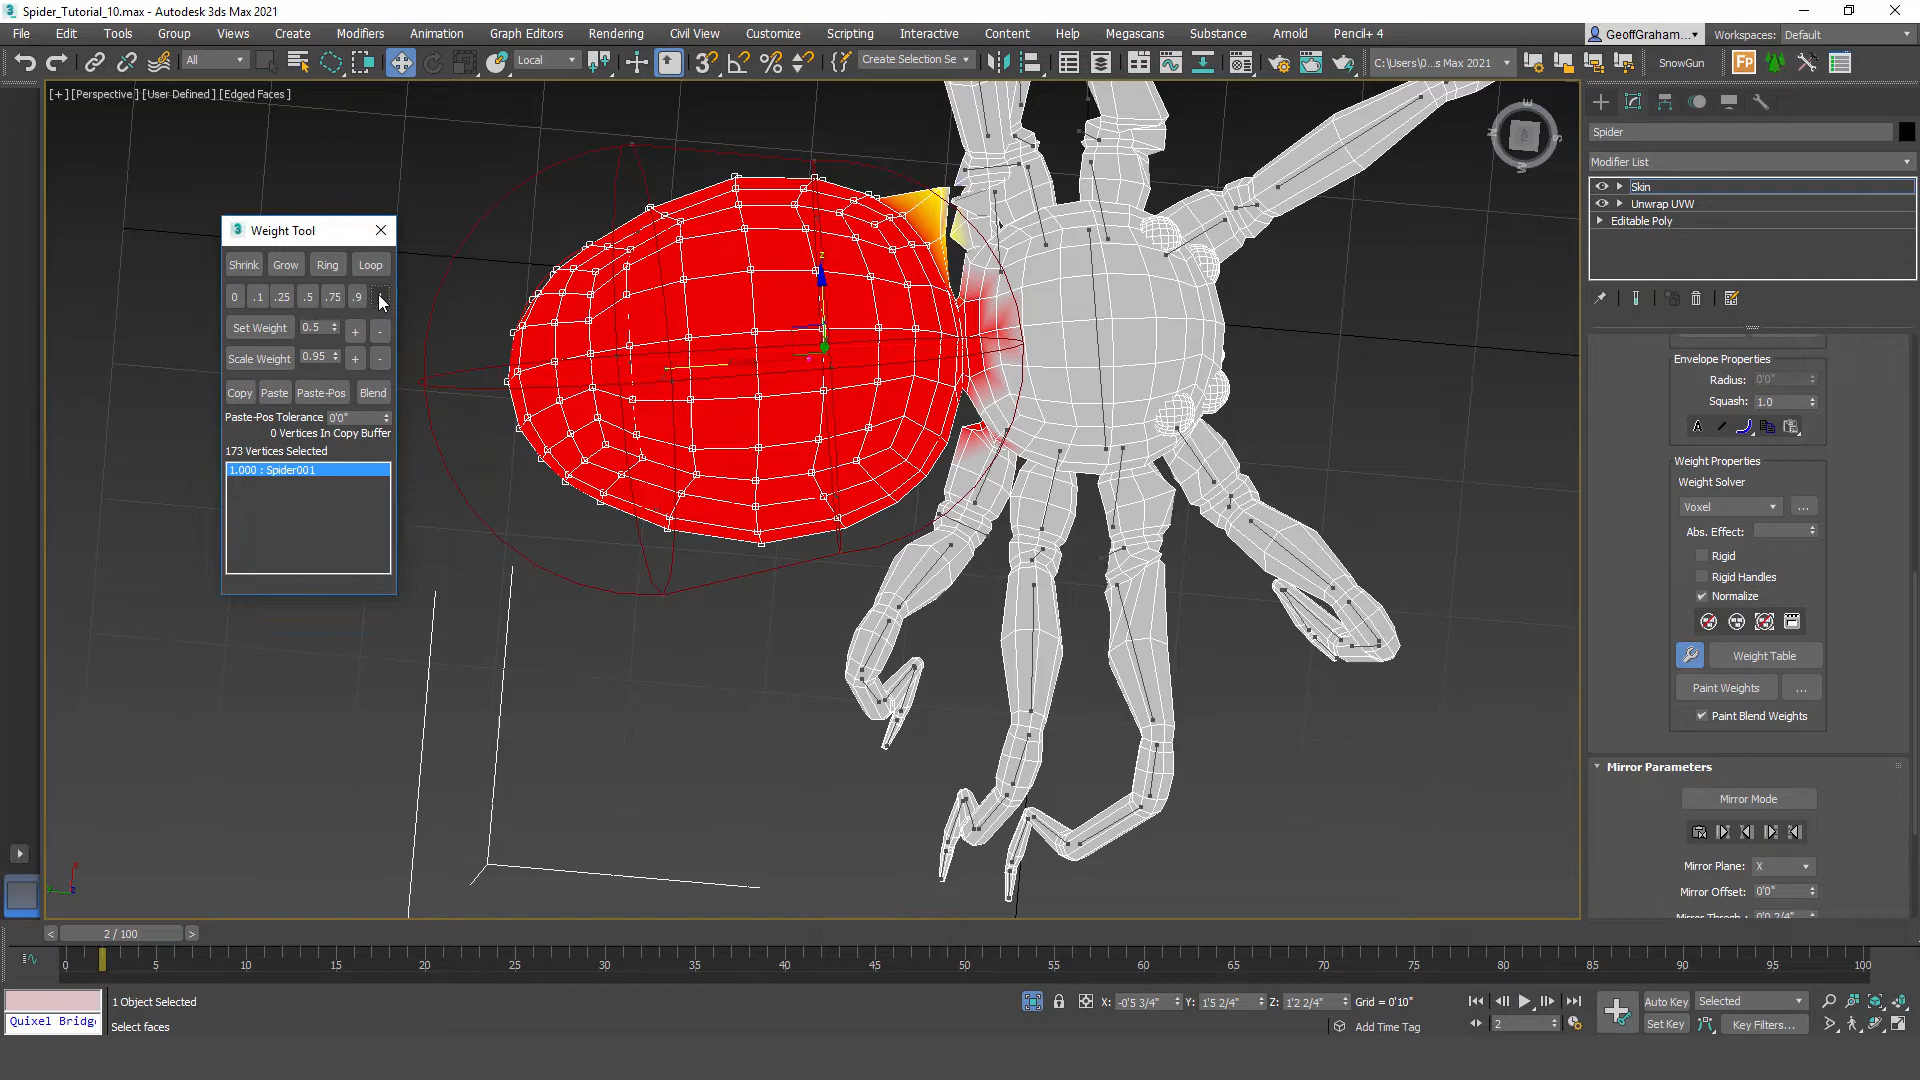 Spider_Tutorial_10.max - Autodesk 3ds Max 2021
File Edit Tools Group Views Create Modifiers Animation Graph Editors Rendering Civil View Customize Scripting Interactive Content Help Megascans Substance Arnold Pencil+ 4
GeoffGraham...
Workspaces: Default
All
Local
Create Selection Se
C:\Users\0...s Max 2021
SnowGun
[+] [Perspective ] [User Defined ] [Edged Faces ]
Spider
Modifier List
Skin
Unwrap UVW
Editable Poly
Weight Tool
Shrink Grow Ring Loop
0 .1 .25 .5 .75 .9
Set Weight 0.5 + -
Scale Weight 0.95 + -
Copy Paste Paste-Pos Blend
Paste-Pos Tolerance 0'0"
0 Vertices In Copy Buffer
173 Vertices Selected
1.000 : Spider001
Envelope Properties
Radius: 0'0"
Squash: 1.0
Weight Properties
Weight Solver
Voxel ...
Abs. Effect:
Rigid
Rigid Handles
Normalize
Weight Table
Paint Weights ...
Paint Blend Weights
Mirror Parameters
Mirror Mode
Mirror Plane: X
Mirror Offset: 0'0"
Mirror Thresh.: 0'0 2/4"
< 2 / 100 >
0 5 10 15 20 25 30 35 40 45 50 55 60 65 70 75 80 85 90 95 100
1 Object Selected
X: -0'5 3/4" Y: 1'5 2/4" Z: 1'2 2/4" Grid = 0'10"
Auto Key Selected
Quixel Bridg
Select faces
Add Time Tag
2
Set Key Key Filters...